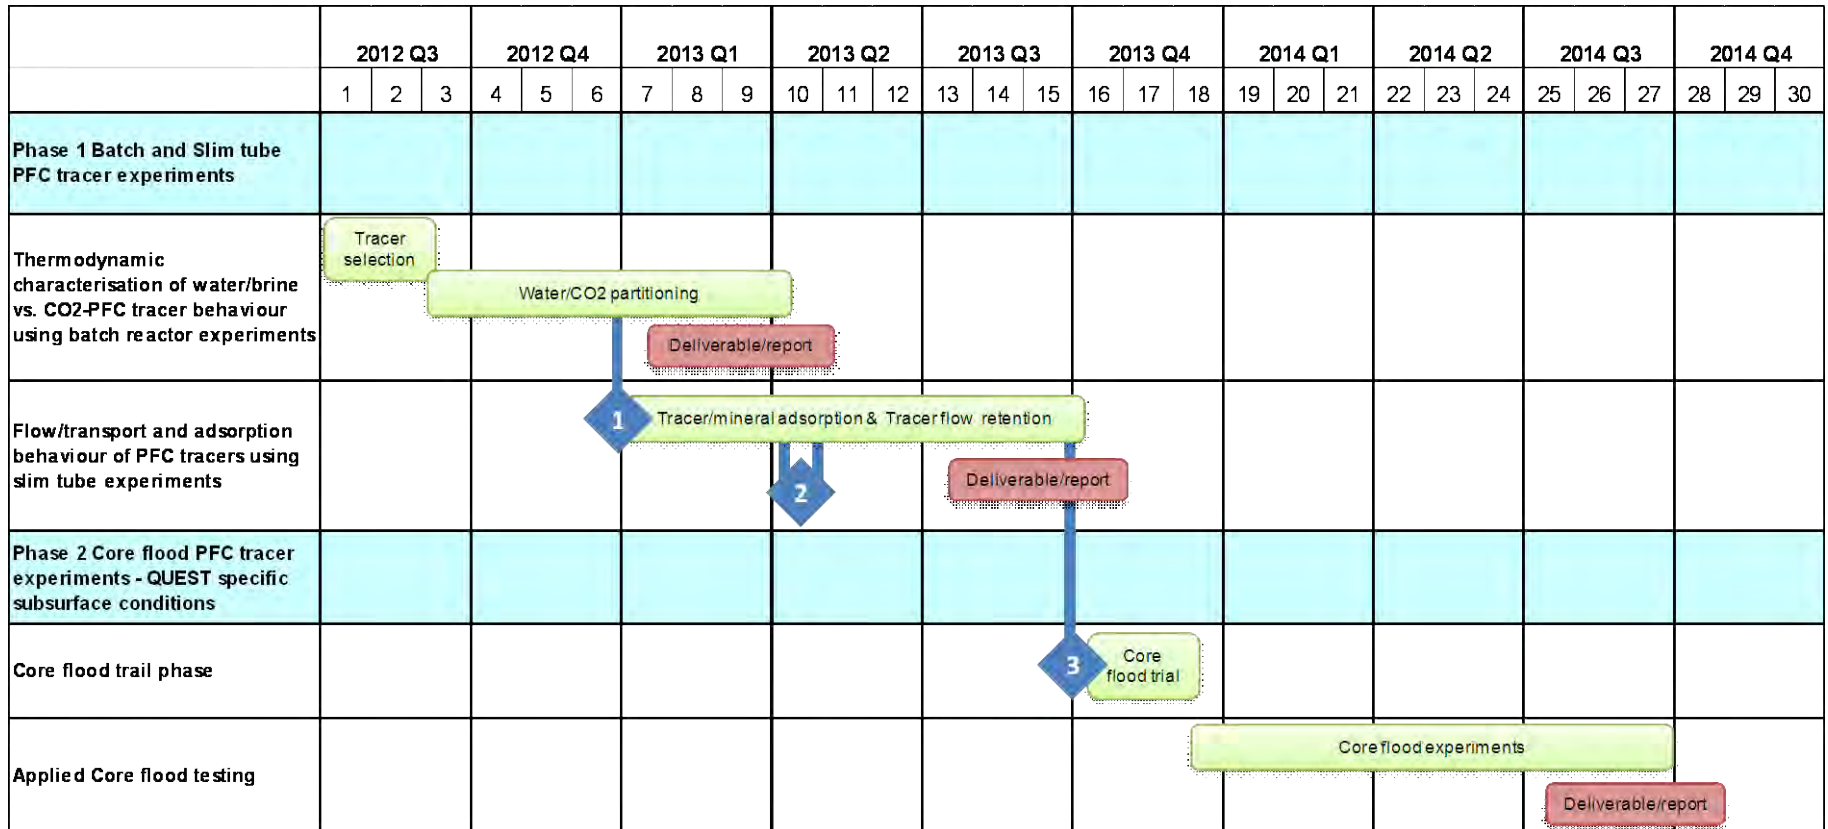 2012 Q3 2012 Q4 2013 Q1 2013 Q2 2013 Q3 2013 Q4 2014 Q1 2014 Q2 2014 Q3 2014 Q4
1 2 3 4 5 6 7 8 9 10 11 12 13 14 15 16 17 18 19 20 21 22 23 24 25 26 27 28 29 30
Phase 1 Batch and Slim tube
PFC tracer experiments
Thermodynamic
characterisation of water/brine
vs. CO2-PFC tracer behaviour
using batch reactor experiments
Tracer
selection
Water/CO2 partitioning
Deliverable/report
Flow/transport and adsorption
behaviour of PFC tracers using
slim tube experiments
1
Tracer/mineral adsorption & Tracer flow retention
2
Deliverable/report
Phase 2 Core flood PFC tracer
experiments - QUEST specific
subsurface conditions
Core flood trail phase
3
Core
flood trial
Applied Core flood testing
Core flood experiments
Deliverable/report